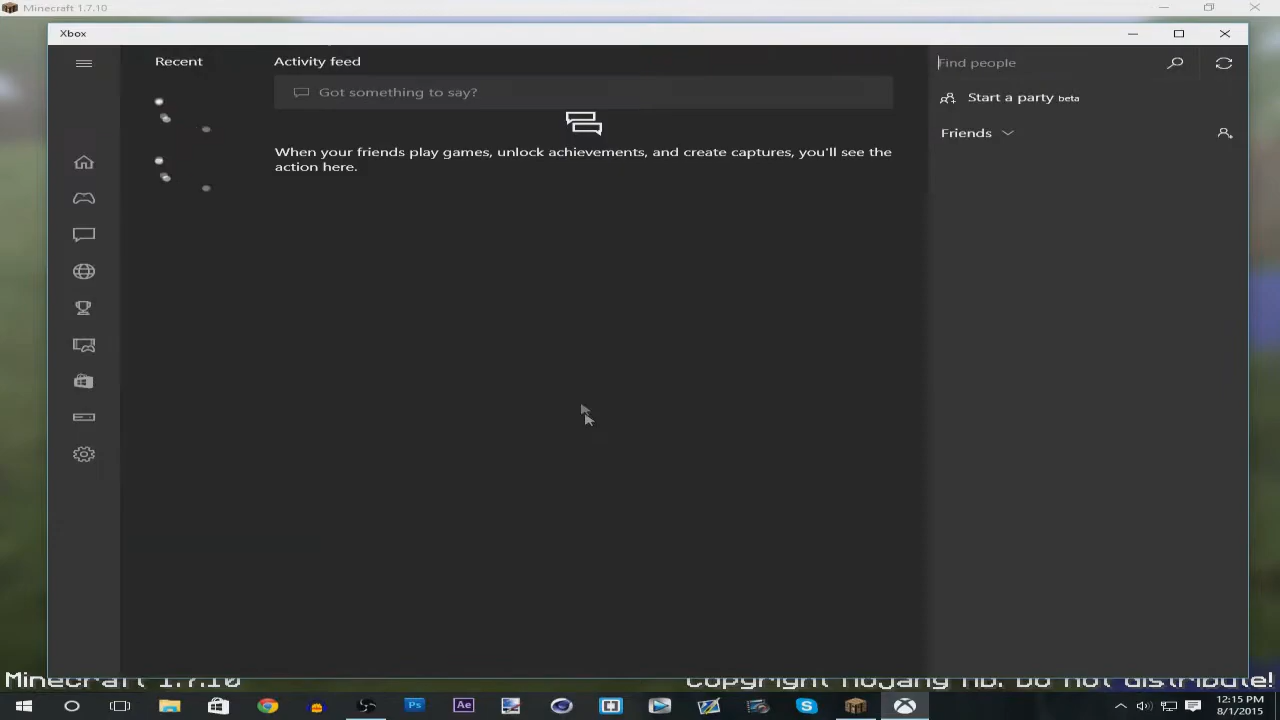 Minecraft 1.7.10
Xbox
Recent
Activity feed
Find people
Got something to say?
Start a party beta
Friends
When your friends play games, unlock achievements, and create captures, you'll see the
action here.
Minecraft 1.7.10
Copyright Mojang AB. Do not distribute!
Ps
Ae
12:15 PM
8/1/2015